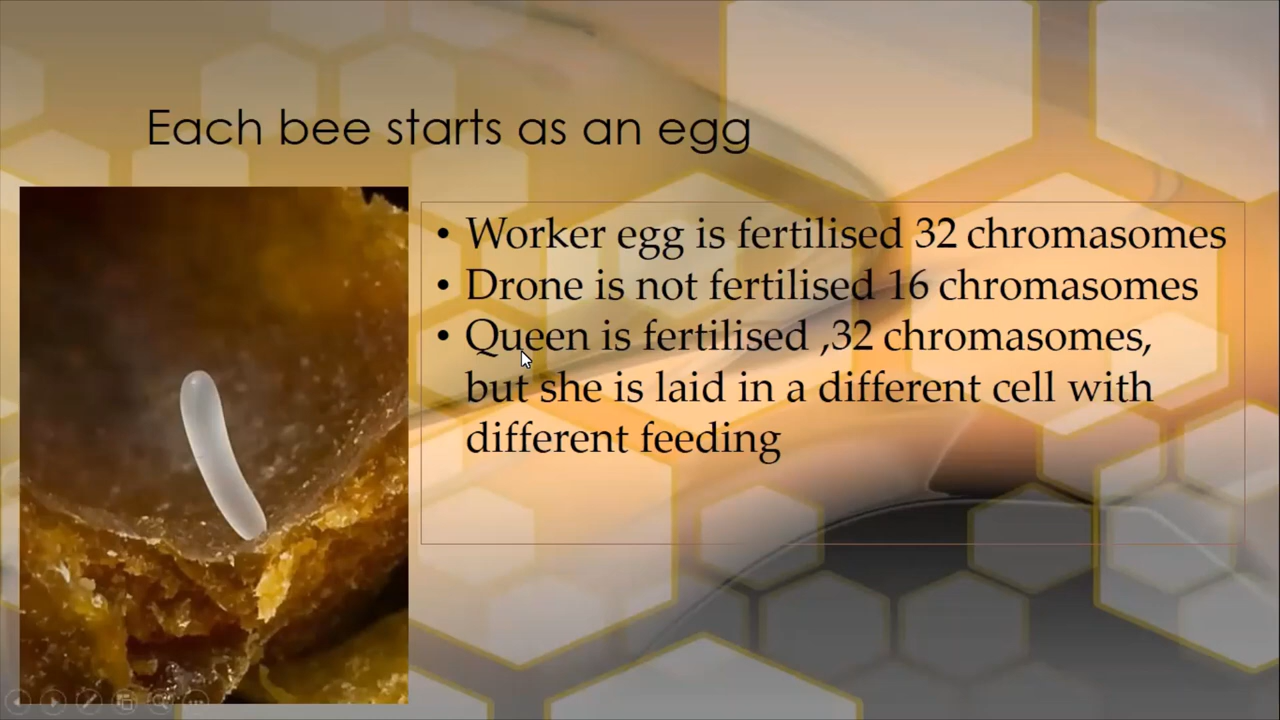 Each bee starts as an egg
• Worker egg is fertilised 32 chromasomes
• Drone is not fertilised 16 chromasomes
• Queen is fertilised ,32 chromasomes,
but she is laid in a different cell with
different feeding